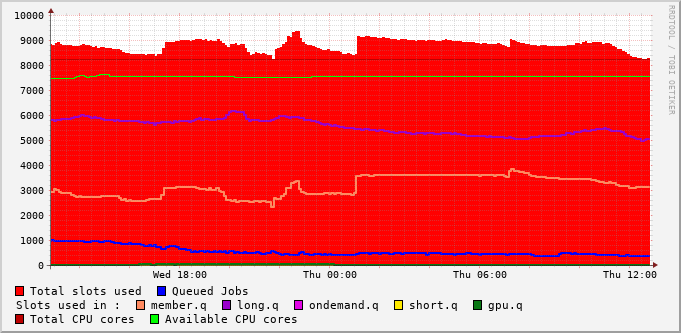 10000
9000
8000
7000
6000
5000
4000
3000
2000
1000
0
Wed 18:00 Thu 00:00 Thu 06:00 Thu 12:00
RRDTOOL / TOBI OETIKER
Total slots used Queued Jobs
Slots used in : member.q long.q ondemand.q short.q gpu.q
Total CPU cores Available CPU cores